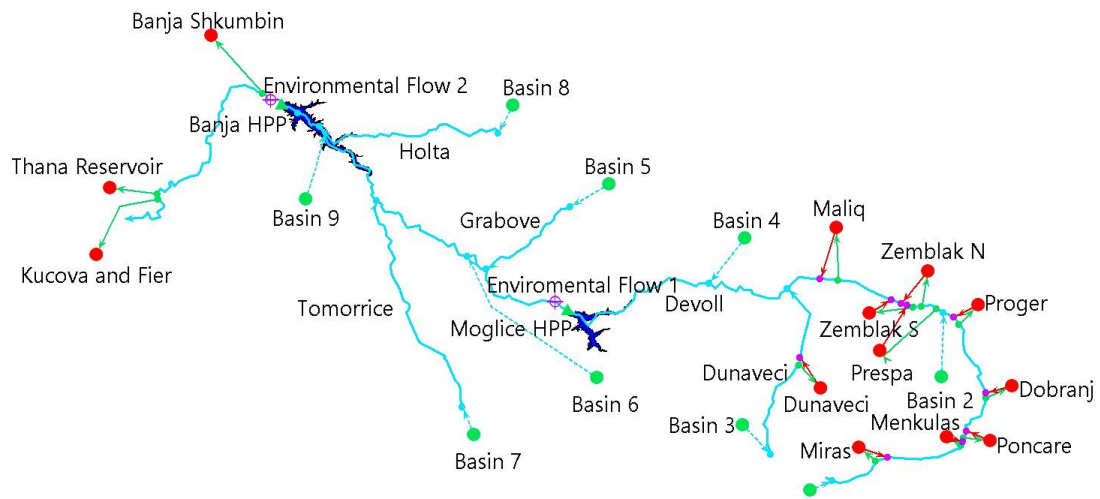 Banja Shkumbin
Environmental Flow 2
Basin 8
Banja HPP
Holta
Thana Reservoir
Basin 5
Basin 9
Grabove
Basin 4
Maliq
Kucova and Fier
Zemblak N
Enviromental Flow 1
Devoll
Proger
Tomorrice
Moglice HPP
Zemblak S
Prespa
Dunaveci
Basin 2
Dobranj
Basin 6
Dunaveci
Menkulas
Basin 3
Poncare
Miras
Basin 7